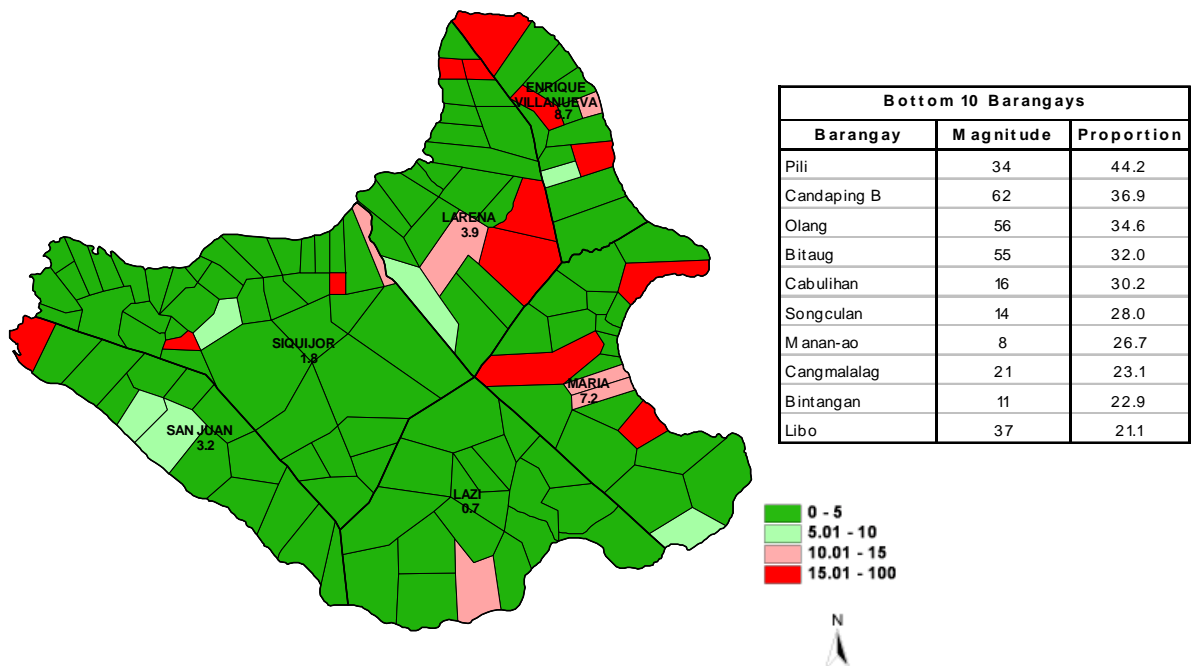 ENRIQUE
VILLANUEVA
8.7
LARENA
3.9
SIQUIJOR
1.8
MARIA
7.2
SAN JUAN
3.2
LAZI
0.7
Bottom 10 Barangays
Barangay Magnitude Proportion
Pili 34 44.2
Candaping B 62 36.9
Olang 56 34.6
Bitaug 55 32.0
Cabulihan 16 30.2
Songculan 14 28.0
Manan-ao 8 26.7
Cangmalalag 21 23.1
Bintangan 11 22.9
Libo 37 21.1
0 - 5
5.01 - 10
10.01 - 15
15.01 - 100
N